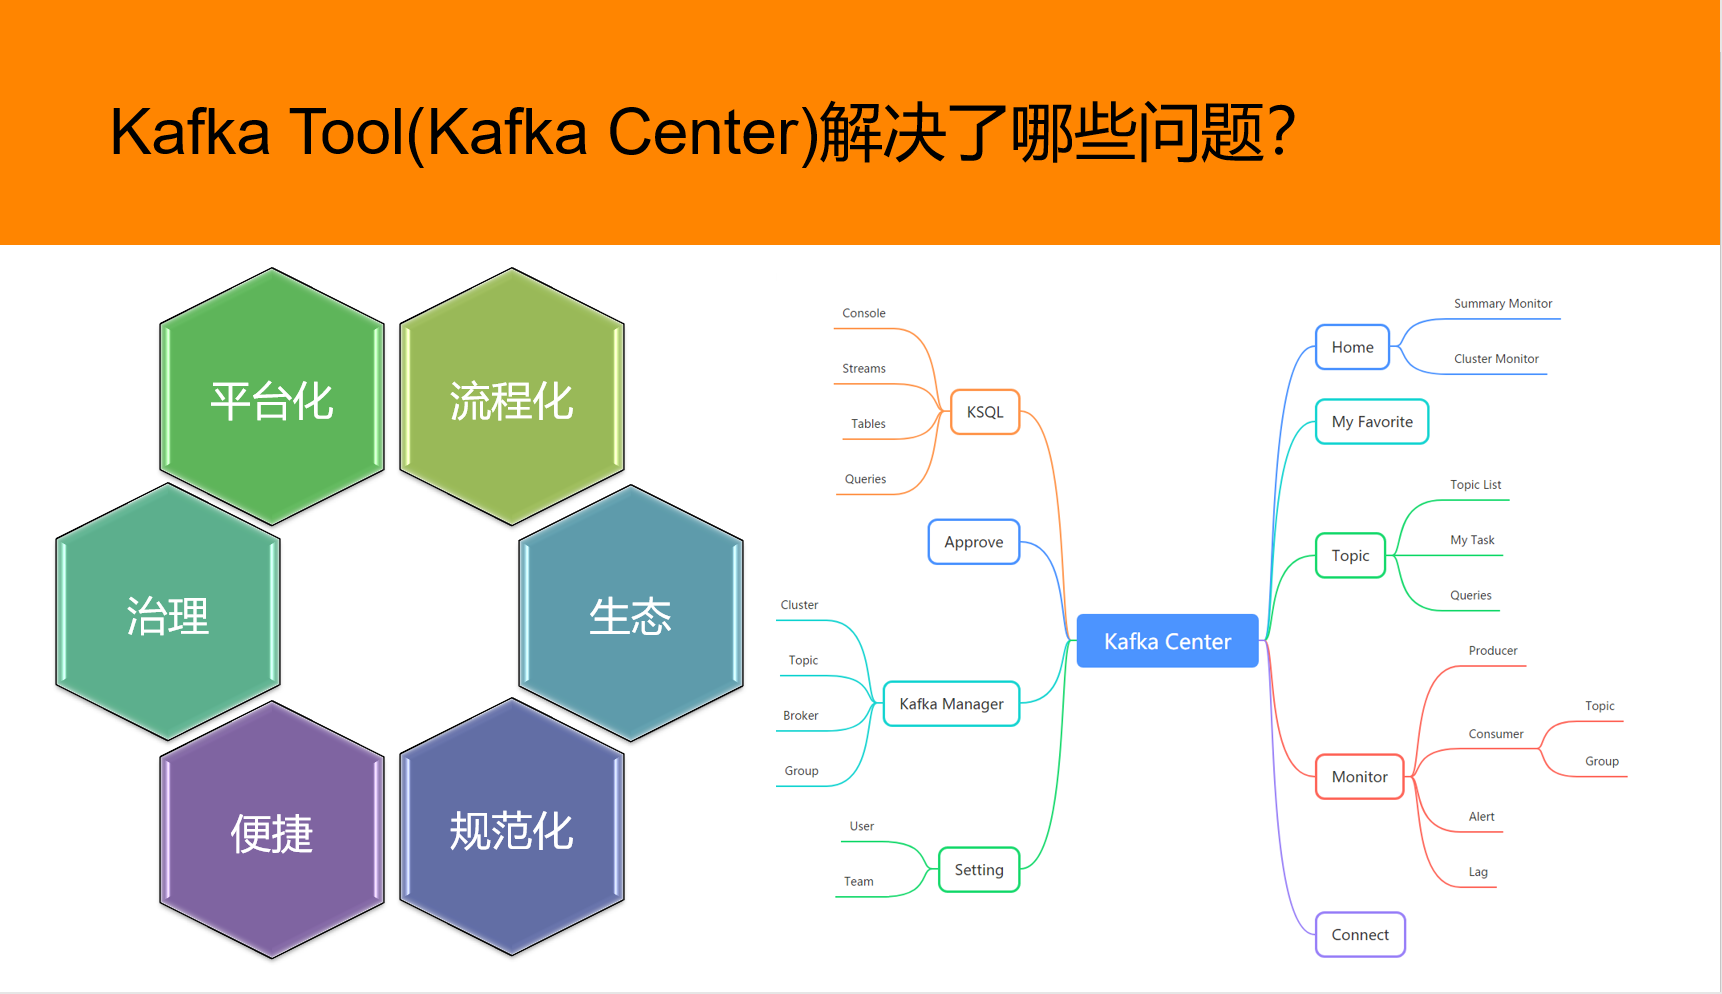 Kafka Tool(Kafka Center)解决了哪些问题?
平台化
流程化
治理
生态
便捷
规范化
Console
Streams
Tables
Queries
KSQL
Approve
Cluster
Topic
Broker
Group
Kafka Manager
User
Team
Setting
Kafka Center
Home
Summary Monitor
Cluster Monitor
My Favorite
Topic
Topic List
My Task
Queries
Monitor
Producer
Consumer
Topic
Group
Alert
Lag
Connect